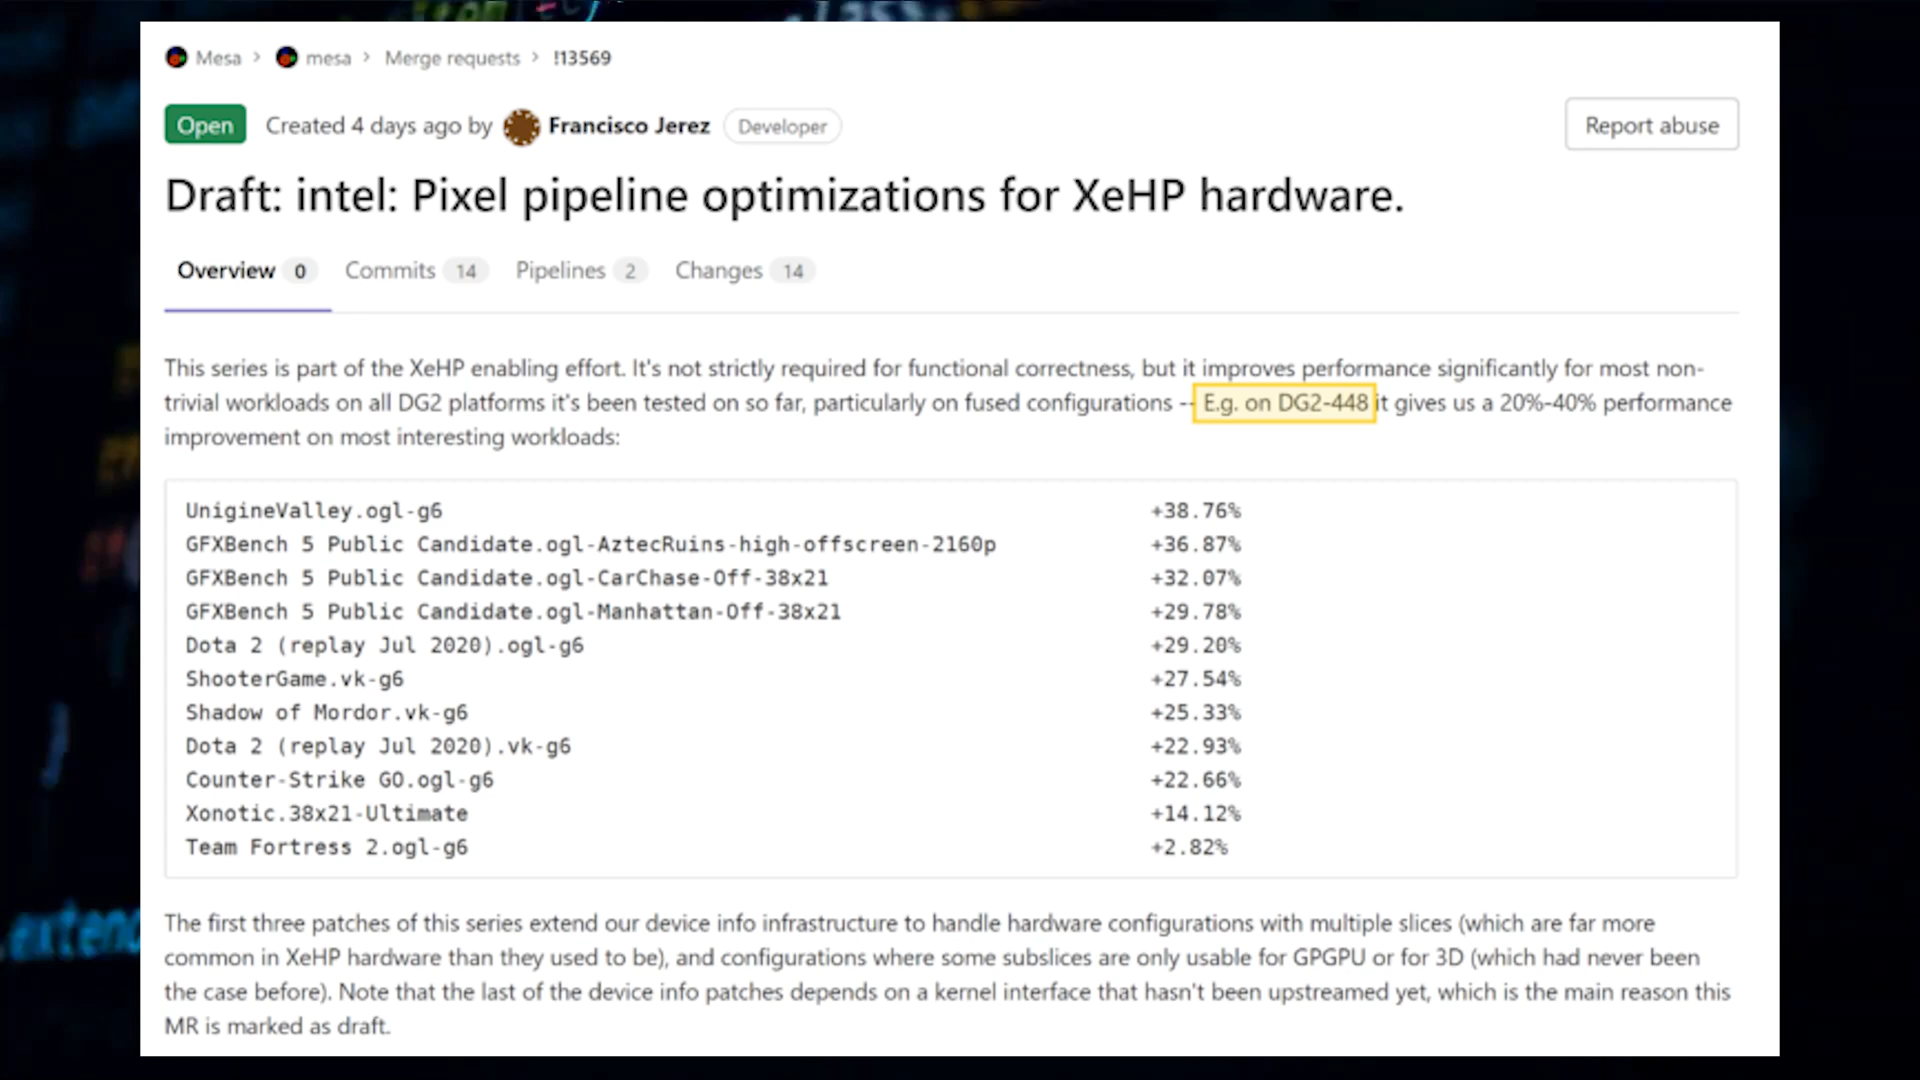 Mesa > mesa > Merge requests > !13569
Open Created 4 days ago by Francisco Jerez Developer Report abuse
Draft: intel: Pixel pipeline optimizations for XeHP hardware.
Overview 0 Commits 14 Pipelines 2 Changes 14
This series is part of the XeHP enabling effort. It's not strictly required for functional correctness, but it improves performance significantly for most non-
trivial workloads on all DG2 platforms it's been tested on so far, particularly on fused configurations -- E.g. on DG2-448 it gives us a 20%-40% performance
improvement on most interesting workloads:
UnigineValley.ogl-g6 +38.76%
GFXBench 5 Public Candidate.ogl-AztecRuins-high-offscreen-2160p +36.87%
GFXBench 5 Public Candidate.ogl-CarChase-Off-38x21 +32.07%
GFXBench 5 Public Candidate.ogl-Manhattan-Off-38x21 +29.78%
Dota 2 (replay Jul 2020).ogl-g6 +29.20%
ShooterGame.vk-g6 +27.54%
Shadow of Mordor.vk-g6 +25.33%
Dota 2 (replay Jul 2020).vk-g6 +22.93%
Counter-Strike GO.ogl-g6 +22.66%
Xonotic.38x21-Ultimate +14.12%
Team Fortress 2.ogl-g6 +2.82%
.extend
The first three patches of this series extend our device info infrastructure to handle hardware configurations with multiple slices (which are far more
common in XeHP hardware than they used to be), and configurations where some subslices are only usable for GPGPU or for 3D (which had never been
the case before). Note that the last of the device info patches depends on a kernel interface that hasn't been upstreamed yet, which is the main reason this
MR is marked as draft.